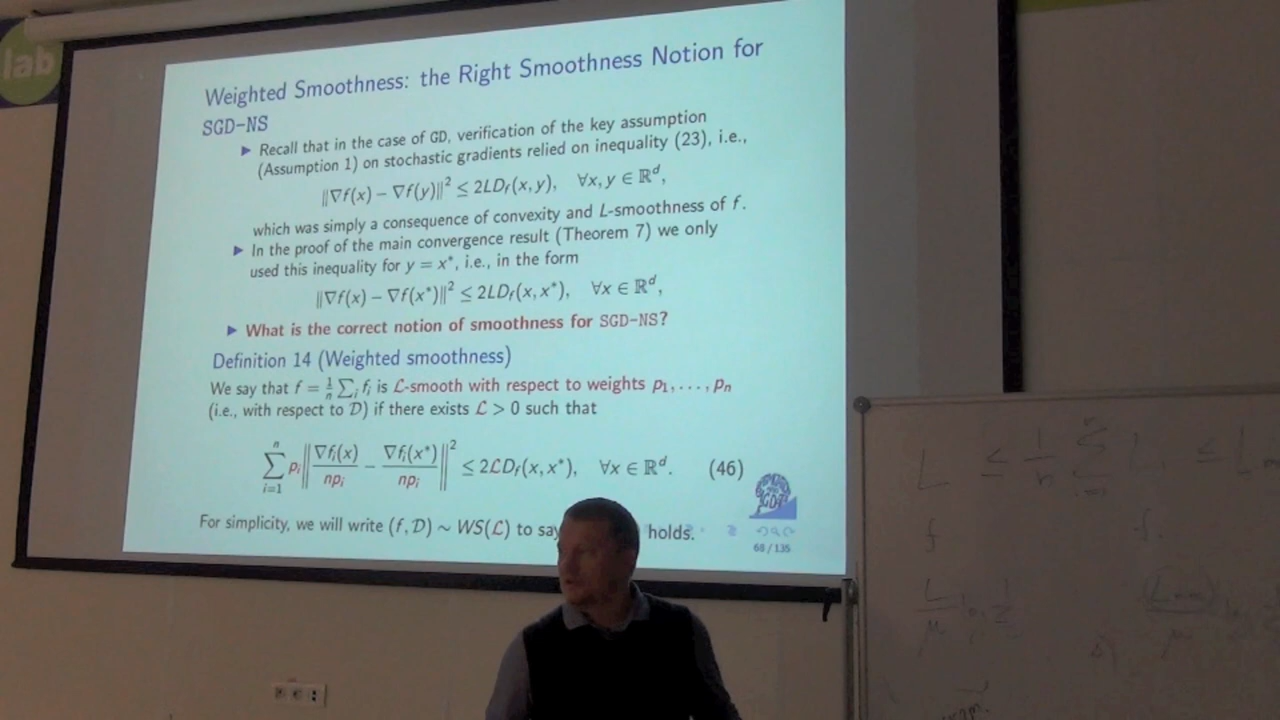 lab
Weighted Smoothness: the Right Smoothness Notion for
SGD-NS
▶ Recall that in the case of GD, verification of the key assumption
(Assumption 1) on stochastic gradients relied on inequality (23), i.e.,
‖∇f(x) − ∇f(y)‖² ≤ 2LD_f(x, y), ∀x, y ∈ ℝ^d,
which was simply a consequence of convexity and L-smoothness of f.
▶ In the proof of the main convergence result (Theorem 7) we only
used this inequality for y = x*, i.e., in the form
‖∇f(x) − ∇f(x*)‖² ≤ 2LD_f(x, x*), ∀x ∈ ℝ^d,
▶ What is the correct notion of smoothness for SGD-NS?
Definition 14 (Weighted smoothness)
We say that f = 1/n ∑_i f_i is ℒ-smooth with respect to weights p_1, . . . , p_n
(i.e., with respect to 𝒟) if there exists ℒ > 0 such that
∑_{i=1}^n p_i ‖∇f_i(x)/(np_i) − ∇f_i(x*)/(np_i)‖² ≤ 2ℒD_f(x, x*), ∀x ∈ ℝ^d. (46)
For simplicity, we will write (f, 𝒟) ∼ WS(ℒ) to say holds.
68 / 135